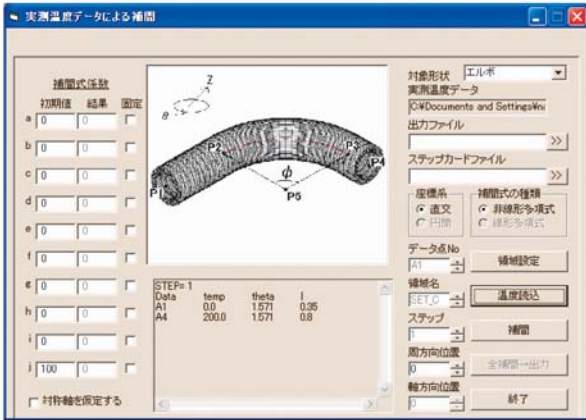 実測温度データによる補間
補間式係数
初期値 結果 固定
a 0 0
b 0 0
c 0 0
d 0 0
e 0 0
f 0 0
g 0 0
h 0 0
i 0 0
j 100 0
対称軸を仮定する
Z
θ
P1
P2
P3
P4
φ
P5
STEP= 1
Data temp theta l
A1 0.0 1.571 0.35
A4 200.0 1.571 0.8
対象形状 エルボ
実測温度データ
C:¥Documents and Settings¥na
出力ファイル
>>
ステップカードファイル
>>
座標系
直交
円筒
補間式の種類
非線形多項式
線形多項式
データ点No
A1
領域設定
領域名
SET_C
温度読込
ステップ
1
補間
周方向位置
0
全補間→出力
軸方向位置
0
終了